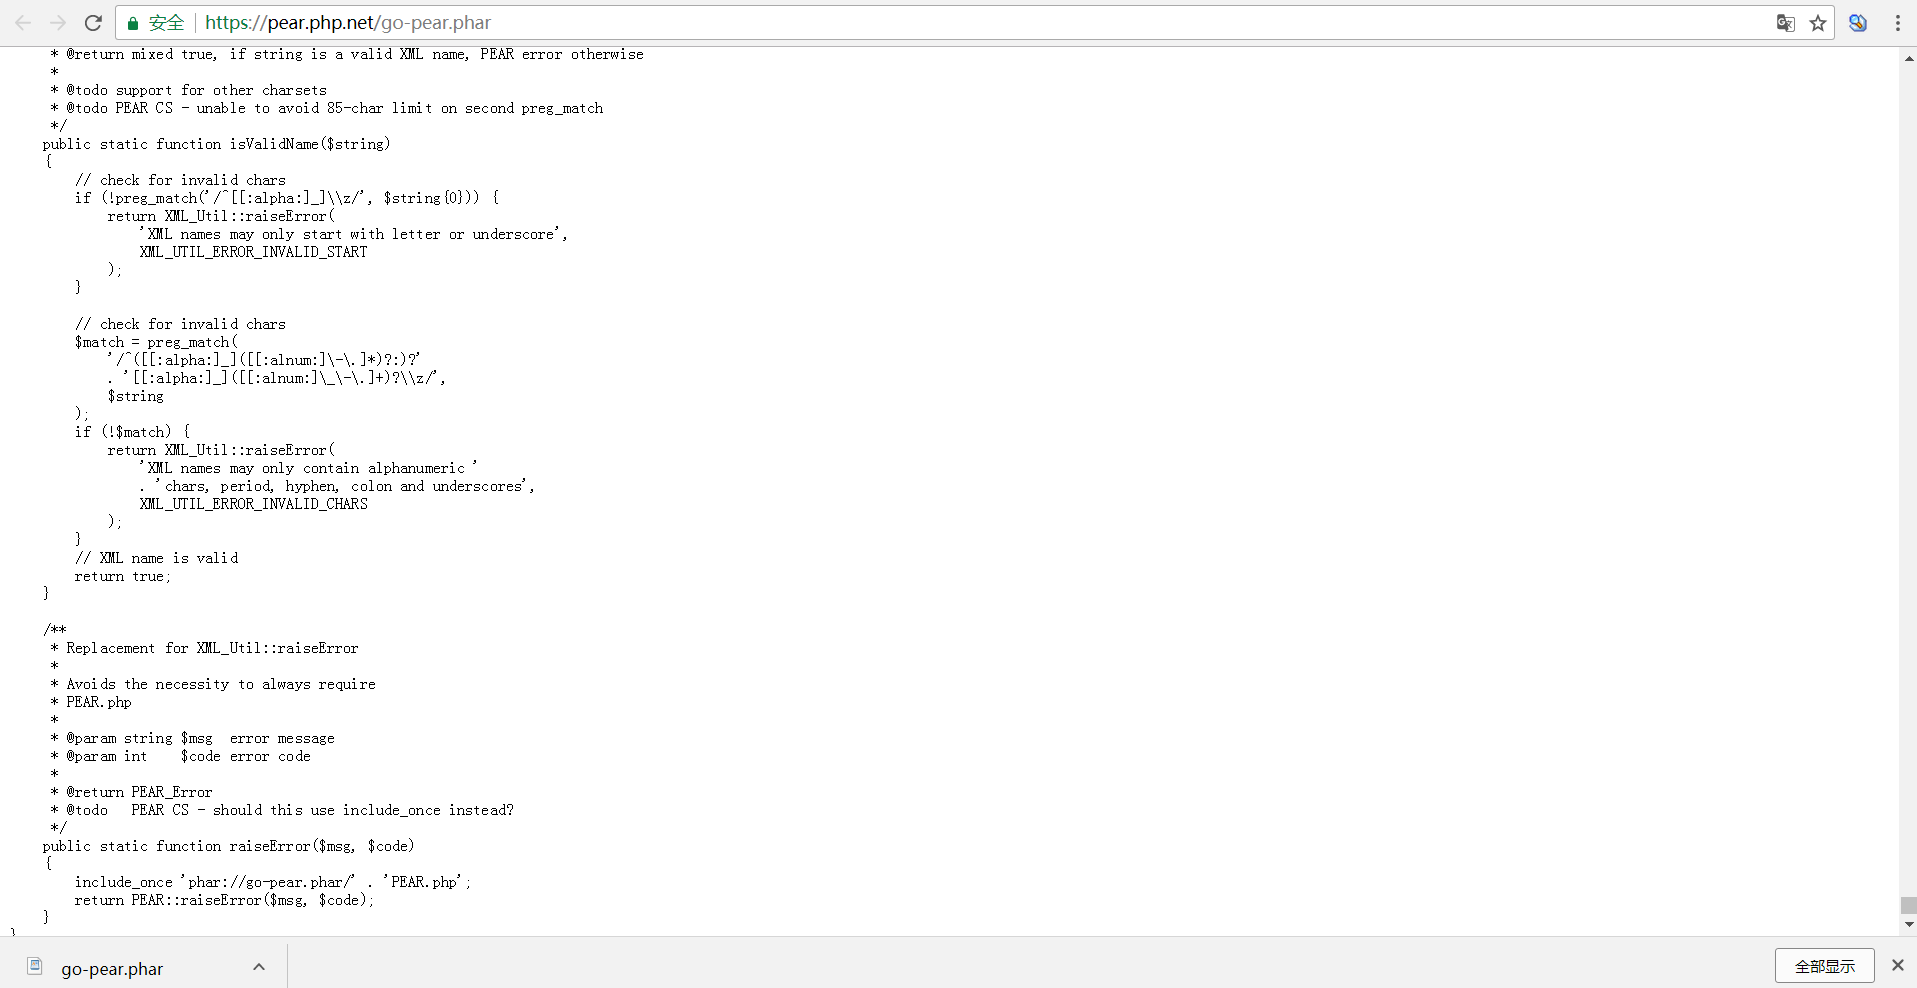 安全 https://pear.php.net/go-pear.phar
     * @return mixed true, if string is a valid XML name, PEAR error otherwise
     *
     * @todo support for other charsets
     * @todo PEAR CS - unable to avoid 85-char limit on second preg_match
     */
    public static function isValidName($string)
    {
        // check for invalid chars
        if (!preg_match('/^[[:alpha:]_]\\z/', $string{0})) {
            return XML_Util::raiseError(
                'XML names may only start with letter or underscore',
                XML_UTIL_ERROR_INVALID_START
            );
        }

        // check for invalid chars
        $match = preg_match(
            '/^([[:alpha:]_]([[:alnum:]\-\.]*)?:)?'
            . '[[:alpha:]_]([[:alnum:]\_\-\.]+)?\\z/',
            $string
        );
        if (!$match) {
            return XML_Util::raiseError(
                'XML names may only contain alphanumeric '
                . 'chars, period, hyphen, colon and underscores',
                XML_UTIL_ERROR_INVALID_CHARS
            );
        }
        // XML name is valid
        return true;
    }

    /**
     * Replacement for XML_Util::raiseError
     *
     * Avoids the necessity to always require
     * PEAR.php
     *
     * @param string $msg  error message
     * @param int    $code error code
     *
     * @return PEAR_Error
     * @todo   PEAR CS - should this use include_once instead?
     */
    public static function raiseError($msg, $code)
    {
        include_once 'phar://go-pear.phar/' . 'PEAR.php';
        return PEAR::raiseError($msg, $code);
    }
}
go-pear.phar
全部显示